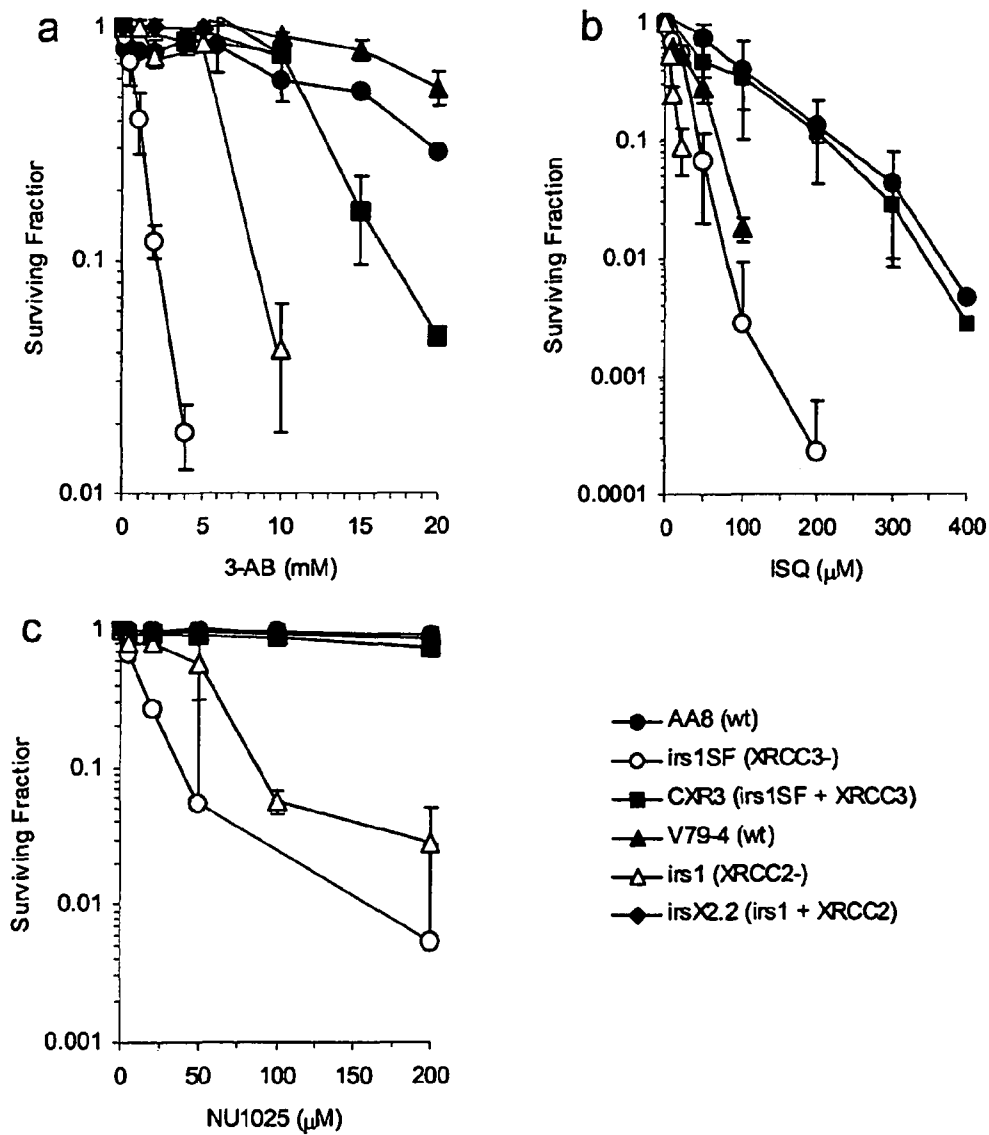 a
1
0.1
0.01
Surviving Fractior
0 5 10 15 20
3-AB (mM)
b
1
0.1
0.01
0.001
0.0001
Surviving Fraction
0 100 200 300 400
ISQ (μM)
c
1
0.1
0.01
0.001
Surviving Fractior
0 50 100 150 200
NU1025 (μM)
AA8 (wt)
irs1SF (XRCC3-)
CXR3 (irs1SF + XRCC3)
V79-4 (wt)
irs1 (XRCC2-)
irsX2.2 (irs1 + XRCC2)